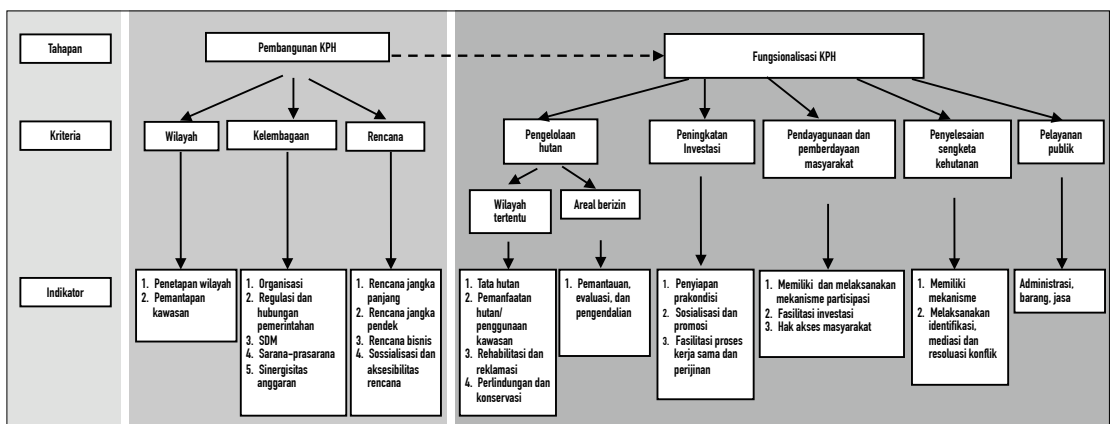 Tahapan
Pembangunan KPH
Fungsionalisasi KPH
Kriteria
Wilayah
Kelembagaan
Rencana
Pengelolaan
hutan
Peningkatan
Investasi
Pendayagunaan dan
pemberdayaan
masyarakat
Penyelesaian
sengketa
kehutanan
Pelayanan
publik
Wilayah
tertentu
Areal berizin
Indikator
1. Penetapan wilayah
2. Pemantapan
kawasan
1. Organisasi
2. Regulasi dan
hubungan
pemerintahan
3. SDM
4. Sarana-prasarana
5. Sinergisitas
anggaran
1. Rencana jangka
panjang
2. Rencana jangka
pendek
3. Rencana bisnis
4. Sossialisasi dan
aksesibilitas
rencana
1. Tata hutan
2. Pemanfaatan
hutan/
penggunaan
kawasan
3. Rehabilitasi dan
reklamasi
4. Perlindungan dan
konservasi
1. Pemantauan,
evaluasi, dan
pengendalian
1. Penyiapan
prakondisi
2. Sosialisasi dan
promosi
3. Fasilitasi proses
kerja sama dan
perijinan
1. Memiliki dan melaksanakan
mekanisme partisipasi
2. Fasilitasi investasi
3. Hak akses masyarakat
1. Memiliki
mekanisme
2. Melaksanakan
identifikasi,
mediasi dan
resoluasi konflik
Administrasi,
barang, jasa